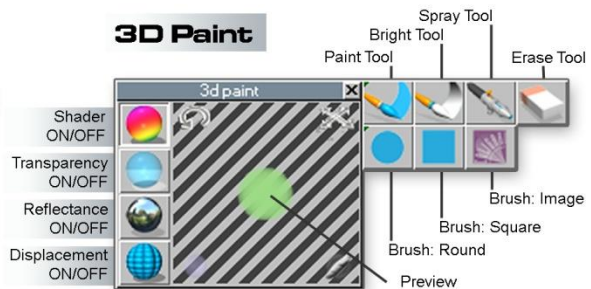 3D Paint
Spray Tool
Bright Tool
Paint Tool
Erase Tool
3d paint
Shader
ON/OFF
Transparency
ON/OFF
Reflectance
ON/OFF
Displacement
ON/OFF
Brush: Image
Brush: Square
Brush: Round
Preview